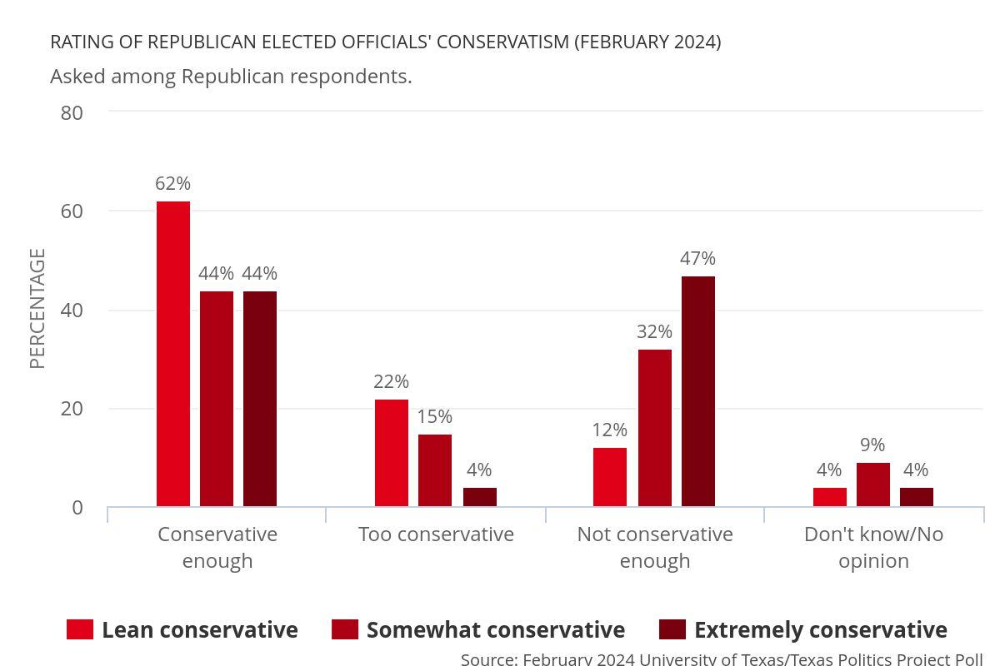 RATING OF REPUBLICAN ELECTED OFFICIALS' CONSERVATISM (FEBRUARY 2024)
Asked among Republican respondents.
80
60
40
20
0
PERCENTAGE
62%
44%
44%
22%
15%
4%
12%
32%
47%
4%
9%
4%
Conservative
enough
Too conservative
Not conservative
enough
Don't know/No
opinion
Lean conservative
Somewhat conservative
Extremely conservative
Source: February 2024 University of Texas/Texas Politics Project Poll